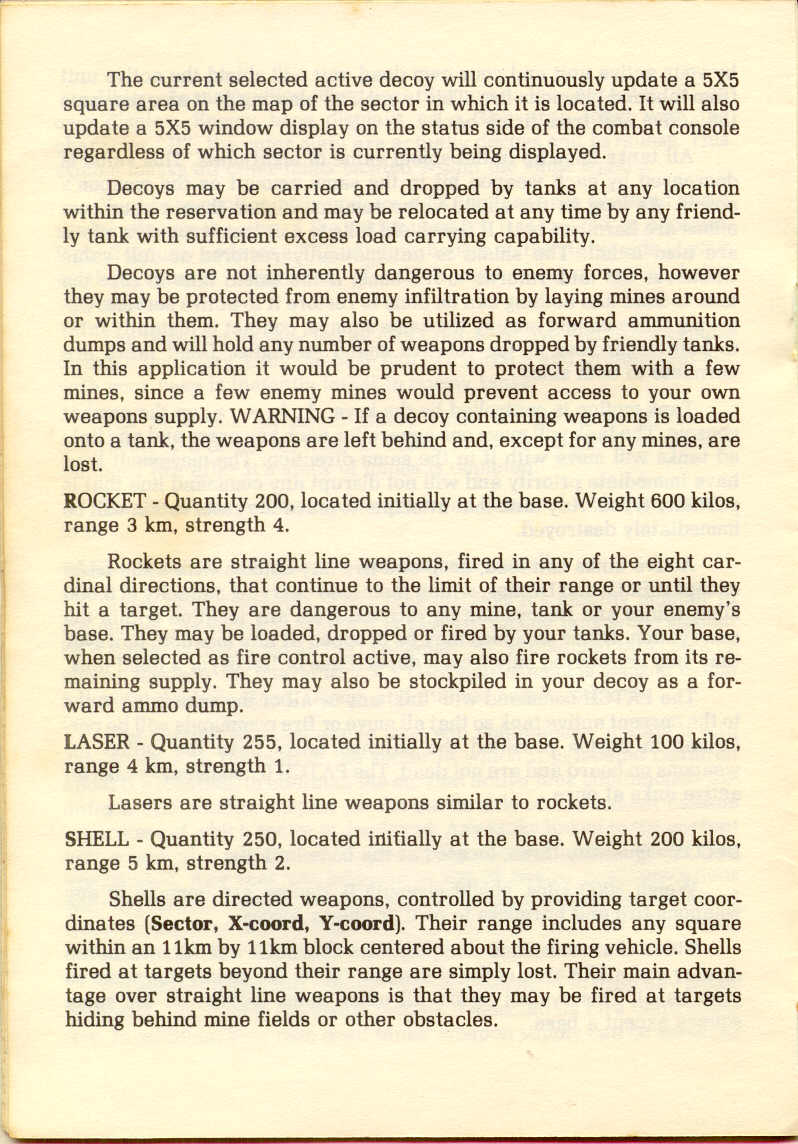 The current selected active decoy will continuously update a 5X5
square area on the map of the sector in which it is located. It will also
update a 5X5 window display on the status side of the combat console
regardless of which sector is currently being displayed.
Decoys may be carried and dropped by tanks at any location
within the reservation and may be relocated at any time by any friend-
ly tank with sufficient excess load carrying capability.
Decoys are not inherently dangerous to enemy forces, however
they may be protected from enemy infiltration by laying mines around
or within them. They may also be utilized as forward ammunition
dumps and will hold any number of weapons dropped by friendly tanks.
In this application it would be prudent to protect them with a few
mines, since a few enemy mines would prevent access to your own
weapons supply. WARNING - If a decoy containing weapons is loaded
onto a tank, the weapons are left behind and, except for any mines, are
lost.
ROCKET - Quantity 200, located initially at the base. Weight 600 kilos,
range 3 km, strength 4.
Rockets are straight line weapons, fired in any of the eight car-
dinal directions, that continue to the limit of their range or until they
hit a target. They are dangerous to any mine, tank or your enemy's
base. They may be loaded, dropped or fired by your tanks. Your base,
when selected as fire control active, may also fire rockets from its re-
maining supply. They may also be stockpiled in your decoy as a for-
ward ammo dump.
LASER - Quantity 255, located initially at the base. Weight 100 kilos,
range 4 km, strength 1.
Lasers are straight line weapons similar to rockets.
SHELL - Quantity 250, located initially at the base. Weight 200 kilos,
range 5 km, strength 2.
Shells are directed weapons, controlled by providing target coor-
dinates (Sector, X-coord, Y-coord). Their range includes any square
within an 11km by 11km block centered about the firing vehicle. Shells
fired at targets beyond their range are simply lost. Their main advan-
tage over straight line weapons is that they may be fired at targets
hiding behind mine fields or other obstacles.